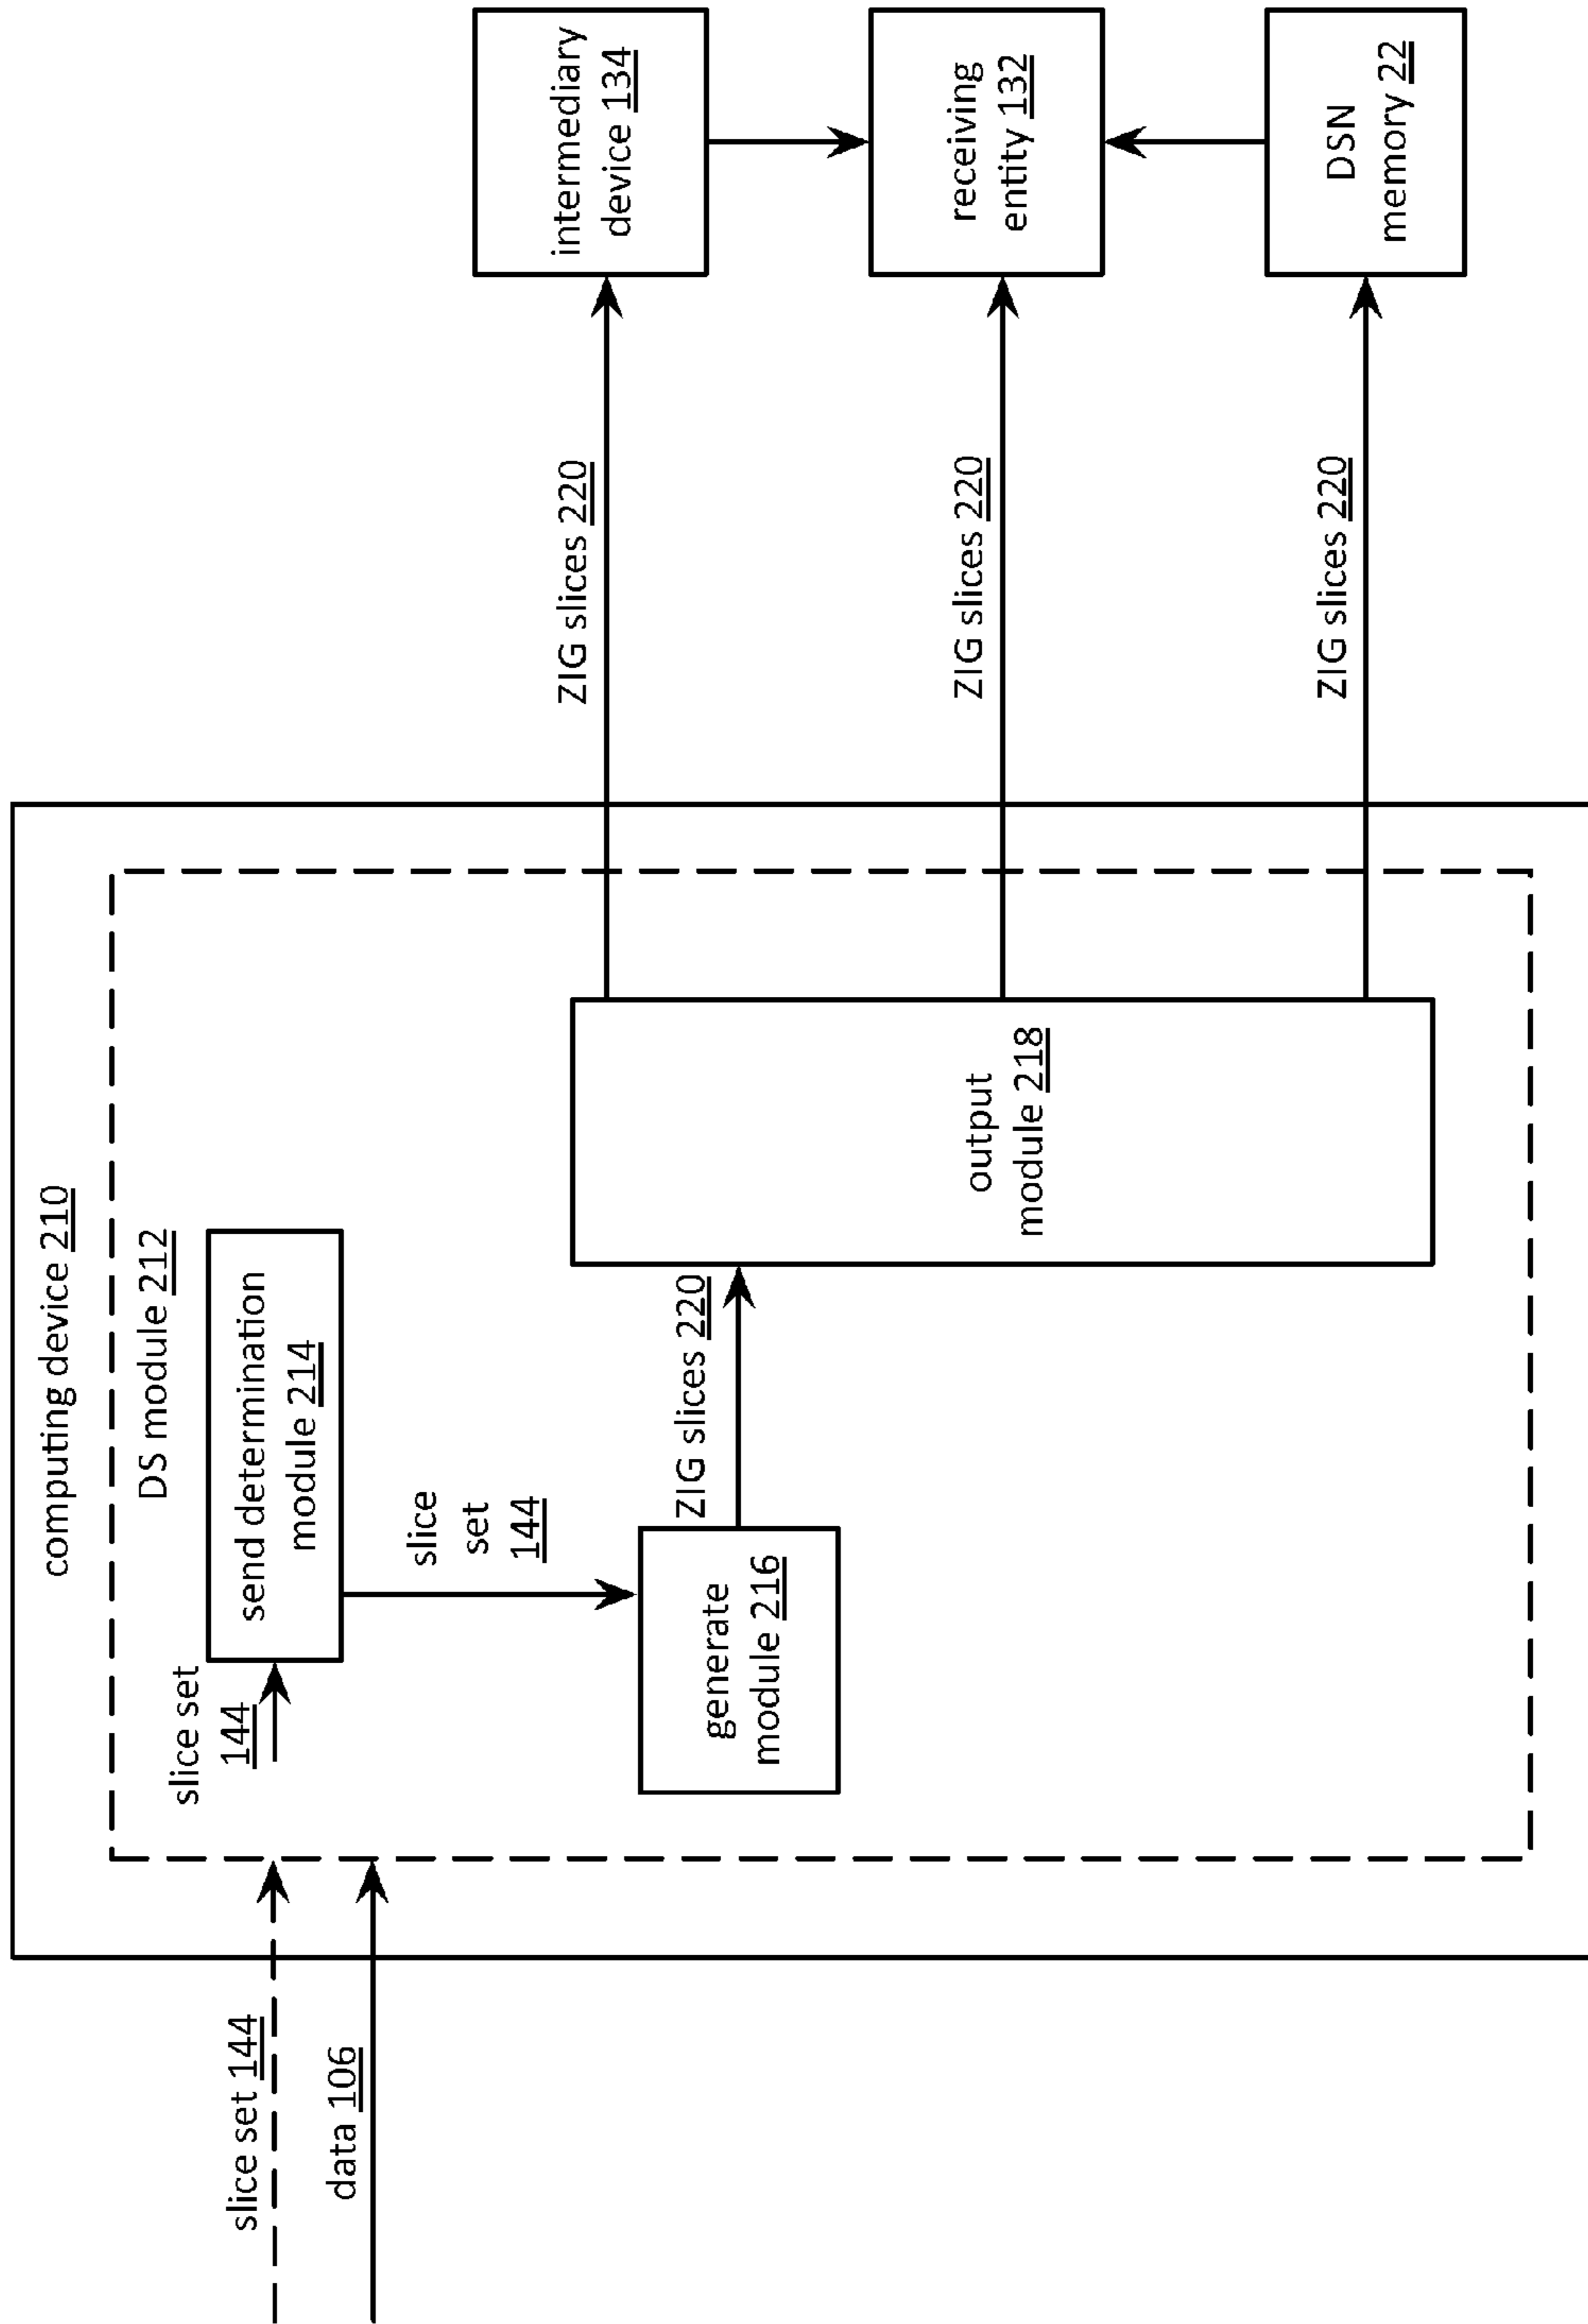 computing device 210
DS module 212
slice set 144
data 106
slice set
144
send determination
module 214
slice
set
144
generate
module 216
ZIG slices 220
output
module 218
ZIG slices 220
ZIG slices 220
ZIG slices 220
intermediary
device 134
receiving
entity 132
DSN
memory 22